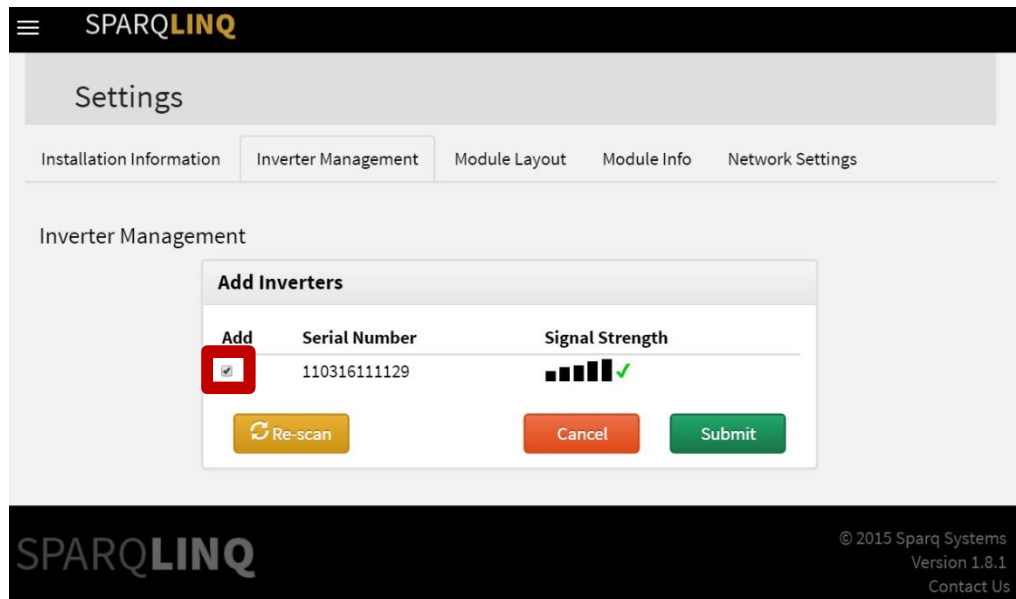 SPARQLINQ
Settings
Installation Information Inverter Management Module Layout Module Info Network Settings
Inverter Management
Add Inverters
Add Serial Number Signal Strength
110316111129
Re-scan Cancel Submit
SPARQLINQ
© 2015 Sparq Systems
Version 1.8.1
Contact Us